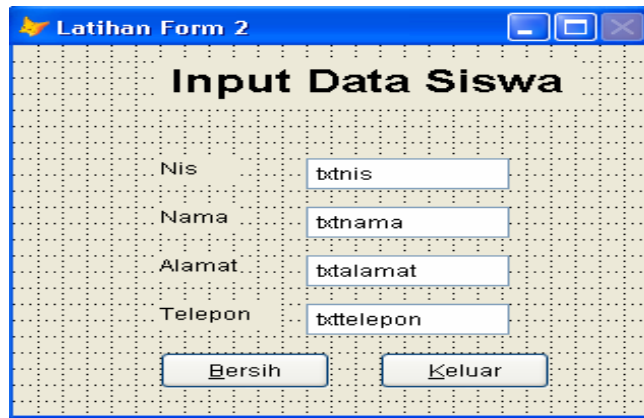 Latihan Form 2
Input Data Siswa
Nis txtnis
Nama txtnama
Alamat txtalamat
Telepon txttelepon
Bersih Keluar